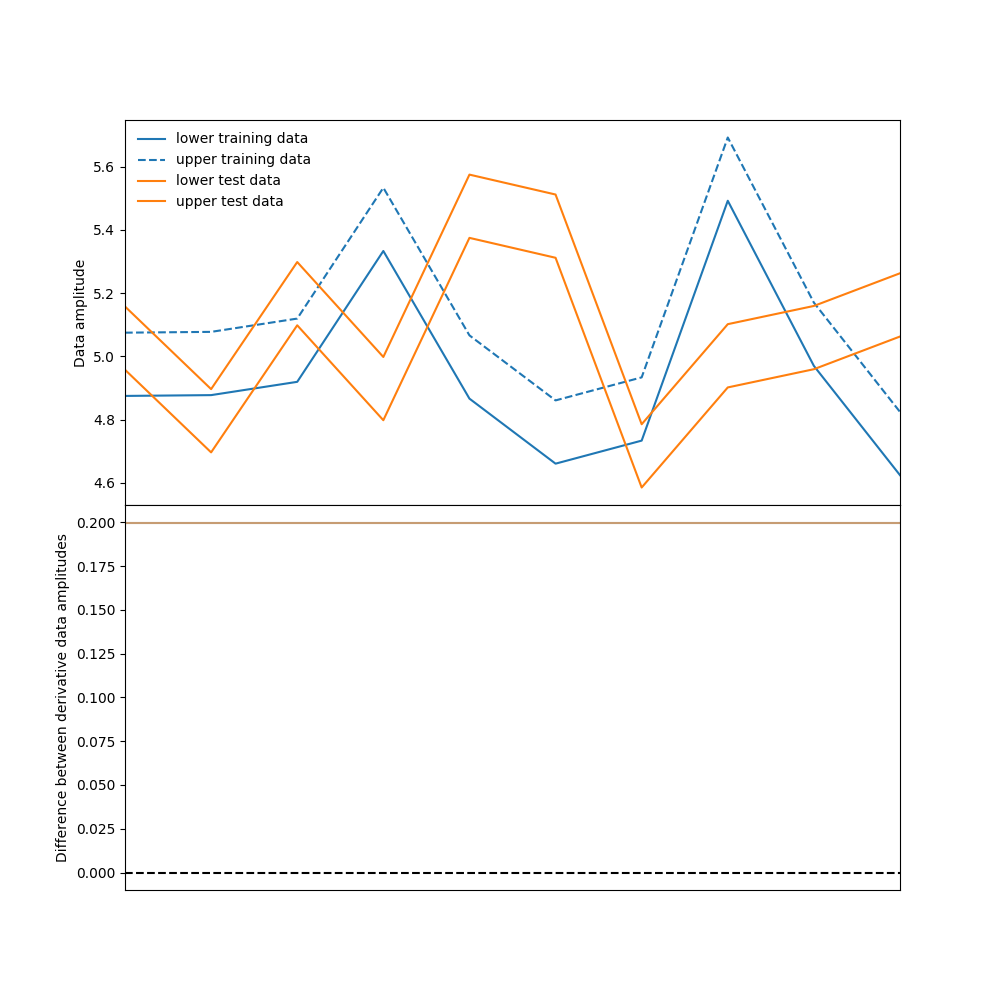 Data amplitude
5.6
5.4
5.2
5.0
4.8
4.6
lower training data
upper training data
lower test data
upper test data
Difference between derivative data amplitudes
0.200
0.175
0.150
0.125
0.100
0.075
0.050
0.025
0.000